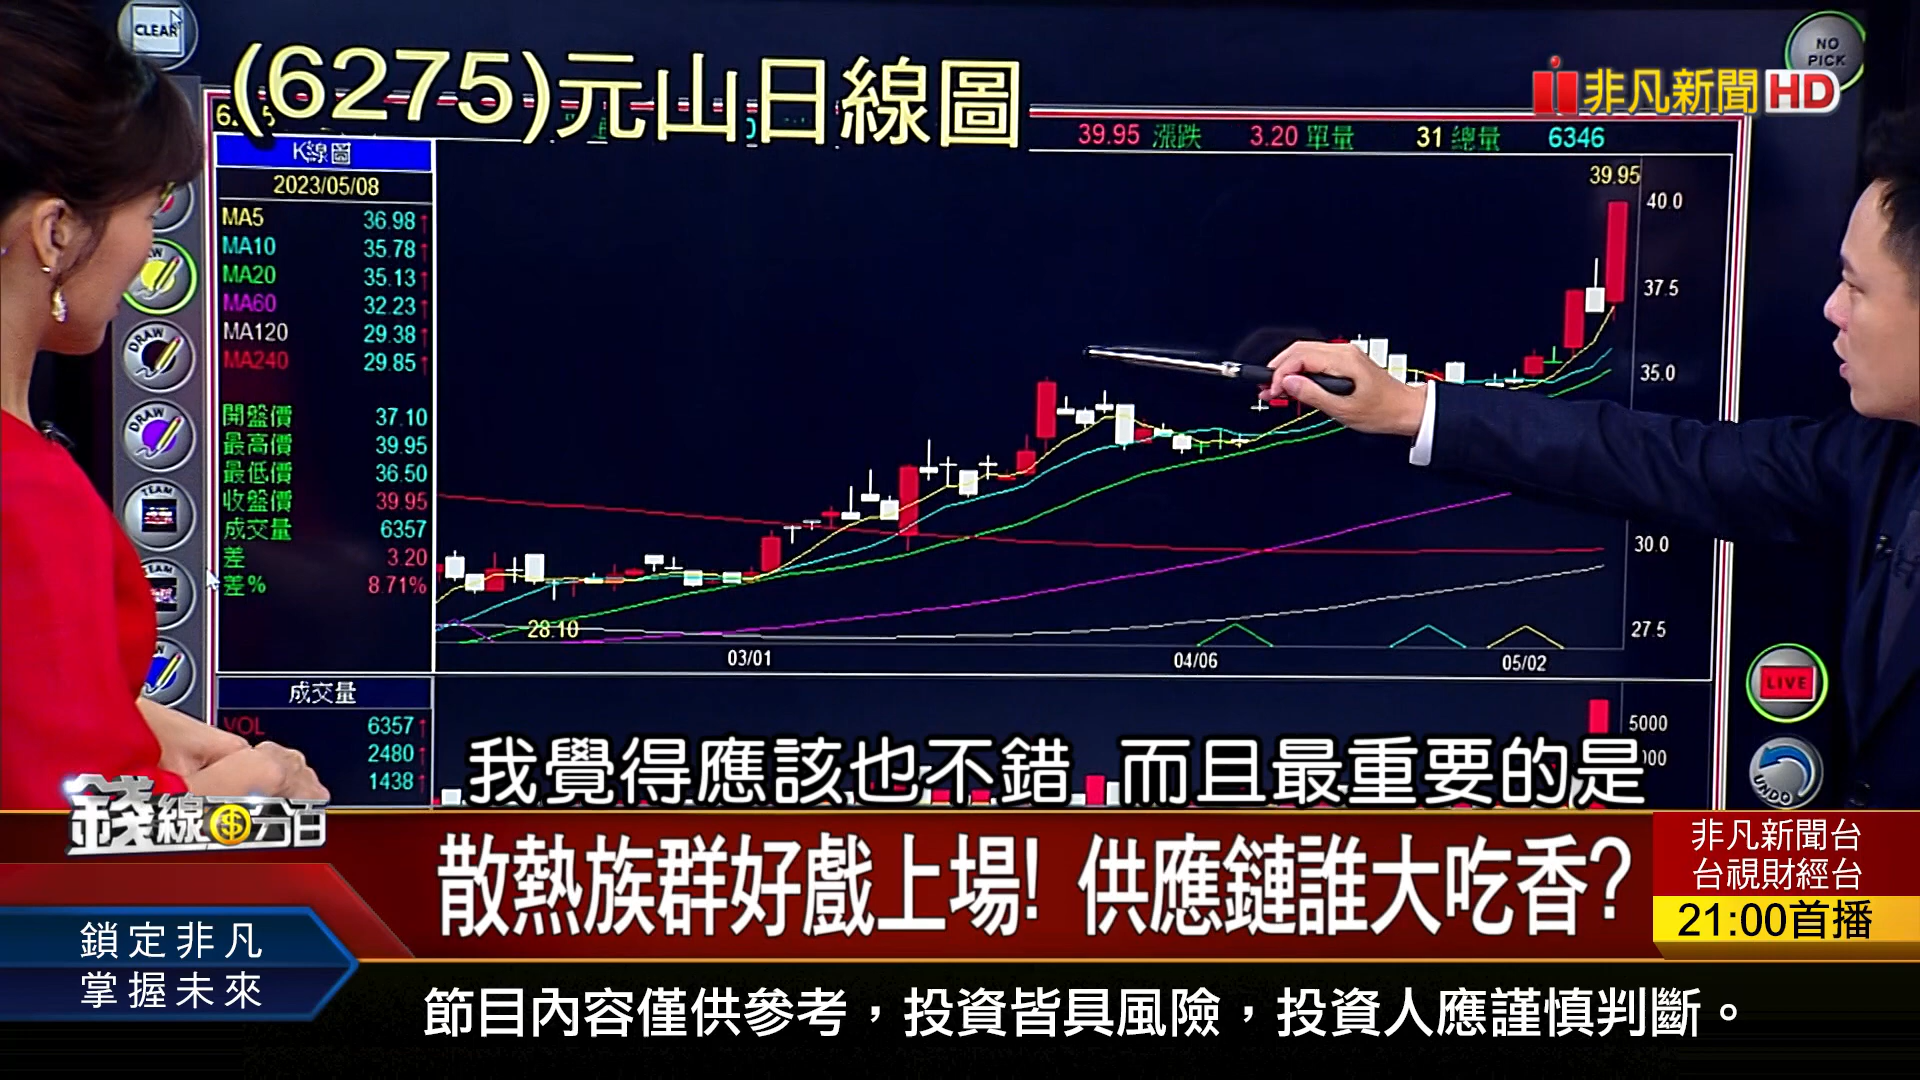 CLEAR
(6275)元山日線圖
NO PICK
非凡新聞HD
39.95 漲跌 3.20 單量 31 總量 6346
K線圖
2023/05/08
MA5 36.98↑
MA10 35.78↑
MA20 35.13↑
MA60 32.23↑
MA120 29.38↑
MA240 29.85↑
開盤價 37.10
最高價 39.95
最低價 36.50
收盤價 39.95
成交量 6357
差 3.20
差% 8.71%
39.95
40.0
37.5
35.0
30.0
27.5
28.10
03/01 04/06 05/02
DRAW
DRAW
TEAM
TEAM
LIVE
UNDO
成交量
VOL 6357↑
2480↑
1438↑
5000
我覺得應該也不錯 而且最重要的是
錢線百分百
散熱族群好戲上場! 供應鏈誰大吃香?
非凡新聞台
台視財經台
21:00首播
鎖定非凡
掌握未來
節目內容僅供參考，投資皆具風險，投資人應謹慎判斷。